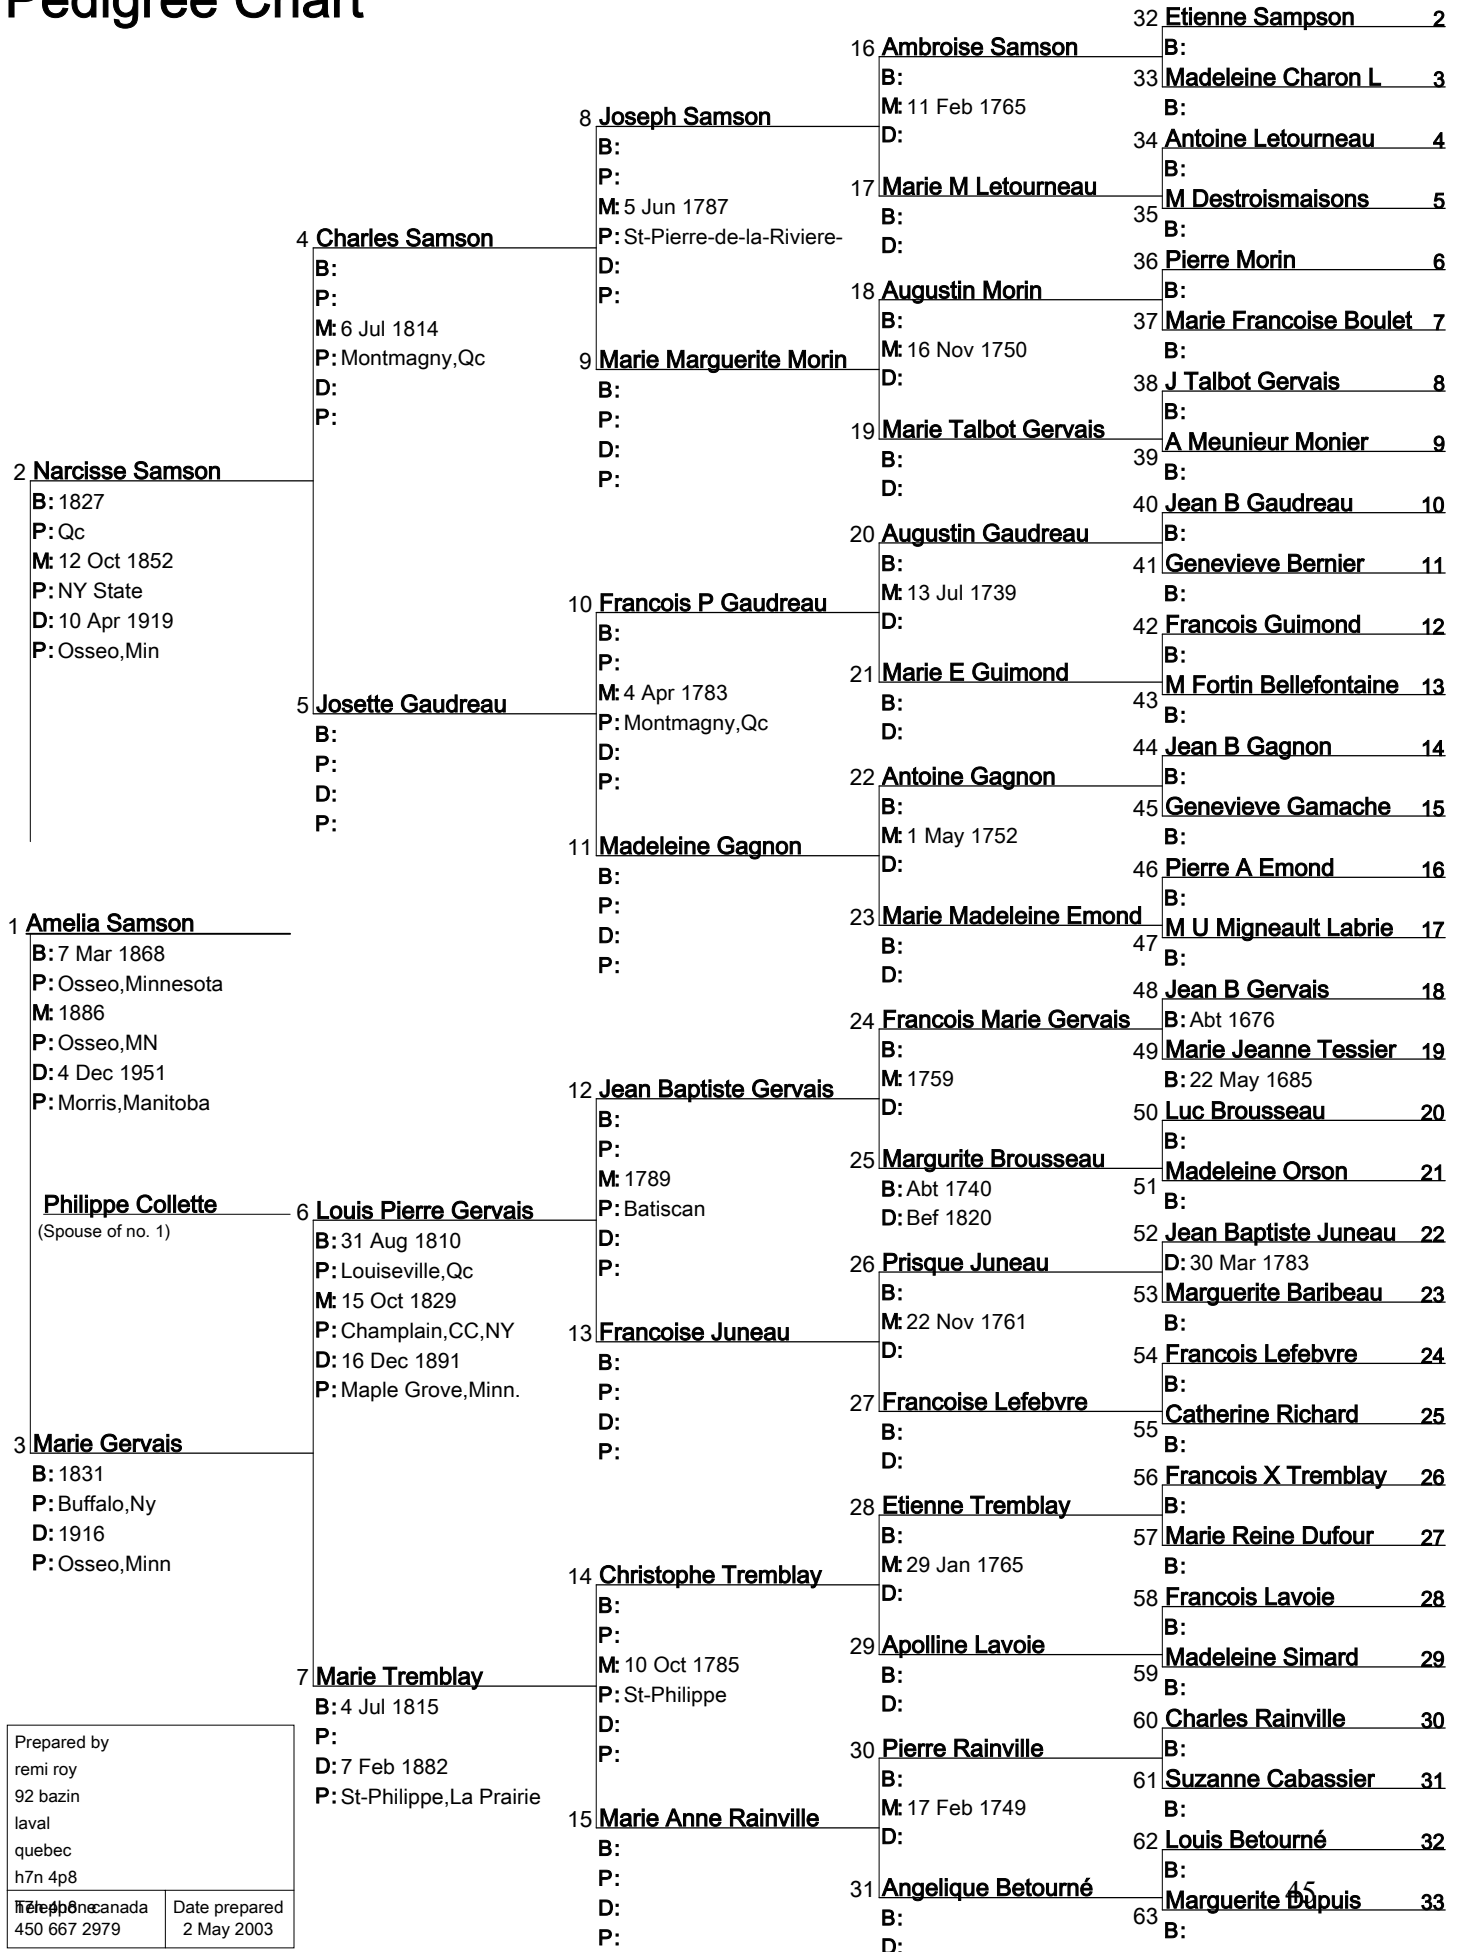 Pedigree Chart
32 Etienne Sampson 2
B:
16 Ambroise Samson
B:
M: 11 Feb 1765
D:
33 Madeleine Charon L 3
B:
8 Joseph Samson
B:
P:
M: 5 Jun 1787
P: St-Pierre-de-la-Riviere-
D:
P:
34 Antoine Letourneau 4
B:
17 Marie M Letourneau
B:
D:
35 M Destroismaisons 5
B:
4 Charles Samson
B:
P:
M: 6 Jul 1814
P: Montmagny,Qc
D:
P:
36 Pierre Morin 6
B:
18 Augustin Morin
B:
M: 16 Nov 1750
D:
37 Marie Francoise Boulet 7
B:
9 Marie Marguerite Morin
B:
P:
D:
P:
38 J Talbot Gervais 8
B:
19 Marie Talbot Gervais
B:
D:
39 A Meunieur Monier 9
B:
2 Narcisse Samson
B: 1827
P: Qc
M: 12 Oct 1852
P: NY State
D: 10 Apr 1919
P: Osseo,Min
40 Jean B Gaudreau 10
B:
20 Augustin Gaudreau
B:
M: 13 Jul 1739
D:
41 Genevieve Bernier 11
B:
10 Francois P Gaudreau
B:
P:
M: 4 Apr 1783
P: Montmagny,Qc
D:
P:
42 Francois Guimond 12
B:
21 Marie E Guimond
B:
D:
43 M Fortin Bellefontaine 13
B:
5 Josette Gaudreau
B:
P:
D:
P:
44 Jean B Gagnon 14
B:
22 Antoine Gagnon
B:
M: 1 May 1752
D:
45 Genevieve Gamache 15
B:
11 Madeleine Gagnon
B:
P:
D:
P:
46 Pierre A Emond 16
B:
23 Marie Madeleine Emond
B:
D:
47 M U Migneault Labrie 17
B:
1 Amelia Samson
B: 7 Mar 1868
P: Osseo,Minnesota
M: 1886
P: Osseo,MN
D: 4 Dec 1951
P: Morris,Manitoba
48 Jean B Gervais 18
B: Abt 1676
24 Francois Marie Gervais
B:
M: 1759
D:
49 Marie Jeanne Tessier 19
B: 22 May 1685
12 Jean Baptiste Gervais
B:
P:
M: 1789
P: Batiscan
D:
P:
50 Luc Brousseau 20
B:
25 Margurite Brousseau
B: Abt 1740
D: Bef 1820
51 Madeleine Orson 21
B:
Philippe Collette
(Spouse of no. 1)
6 Louis Pierre Gervais
B: 31 Aug 1810
P: Louiseville,Qc
M: 15 Oct 1829
P: Champlain,CC,NY
D: 16 Dec 1891
P: Maple Grove,Minn.
52 Jean Baptiste Juneau 22
D: 30 Mar 1783
26 Prisque Juneau
B:
M: 22 Nov 1761
D:
53 Marguerite Baribeau 23
B:
13 Francoise Juneau
B:
P:
D:
P:
54 Francois Lefebvre 24
B:
27 Francoise Lefebvre
B:
D:
55 Catherine Richard 25
B:
3 Marie Gervais
B: 1831
P: Buffalo,Ny
D: 1916
P: Osseo,Minn
56 Francois X Tremblay 26
B:
28 Etienne Tremblay
B:
M: 29 Jan 1765
D:
57 Marie Reine Dufour 27
B:
14 Christophe Tremblay
B:
P:
M: 10 Oct 1785
P: St-Philippe
D:
P:
58 Francois Lavoie 28
B:
29 Apolline Lavoie
B:
D:
59 Madeleine Simard 29
B:
7 Marie Tremblay
B: 4 Jul 1815
P:
D: 7 Feb 1882
P: St-Philippe,La Prairie
60 Charles Rainville 30
B:
30 Pierre Rainville
B:
M: 17 Feb 1749
D:
61 Suzanne Cabassier 31
B:
15 Marie Anne Rainville
B:
P:
D:
P:
62 Louis Betourné 32
B:
31 Angelique Betourné
B:
D:
63 Marguerite Dupuis 33
B:
45
Prepared by
remi roy
92 bazin
laval
quebec
h7n 4p8
Telephone
h7n 4p8 canada
450 667 2979
Date prepared
2 May 2003